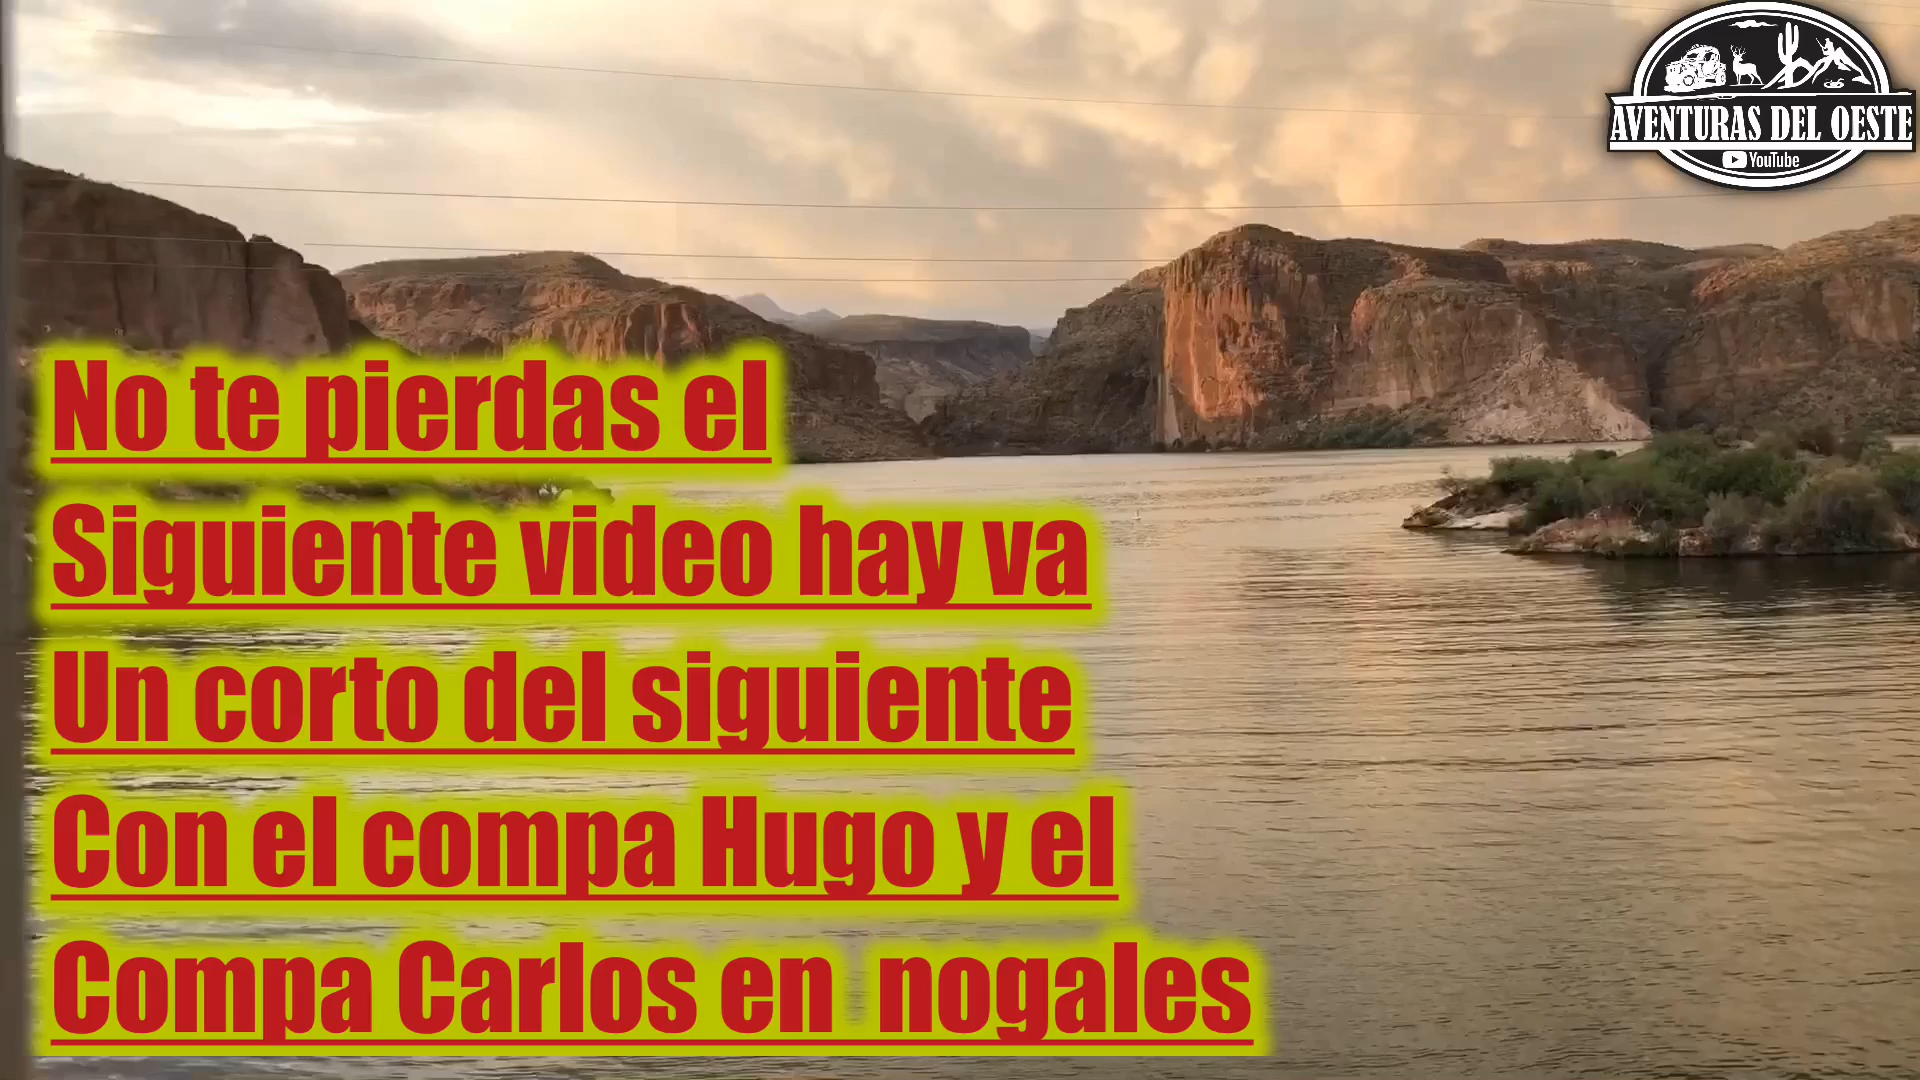 AVENTURAS DEL OESTE
YouTube
No te pierdas el
Siguiente video hay va
Un corto del siguiente
Con el compa Hugo y el
Compa Carlos en nogales